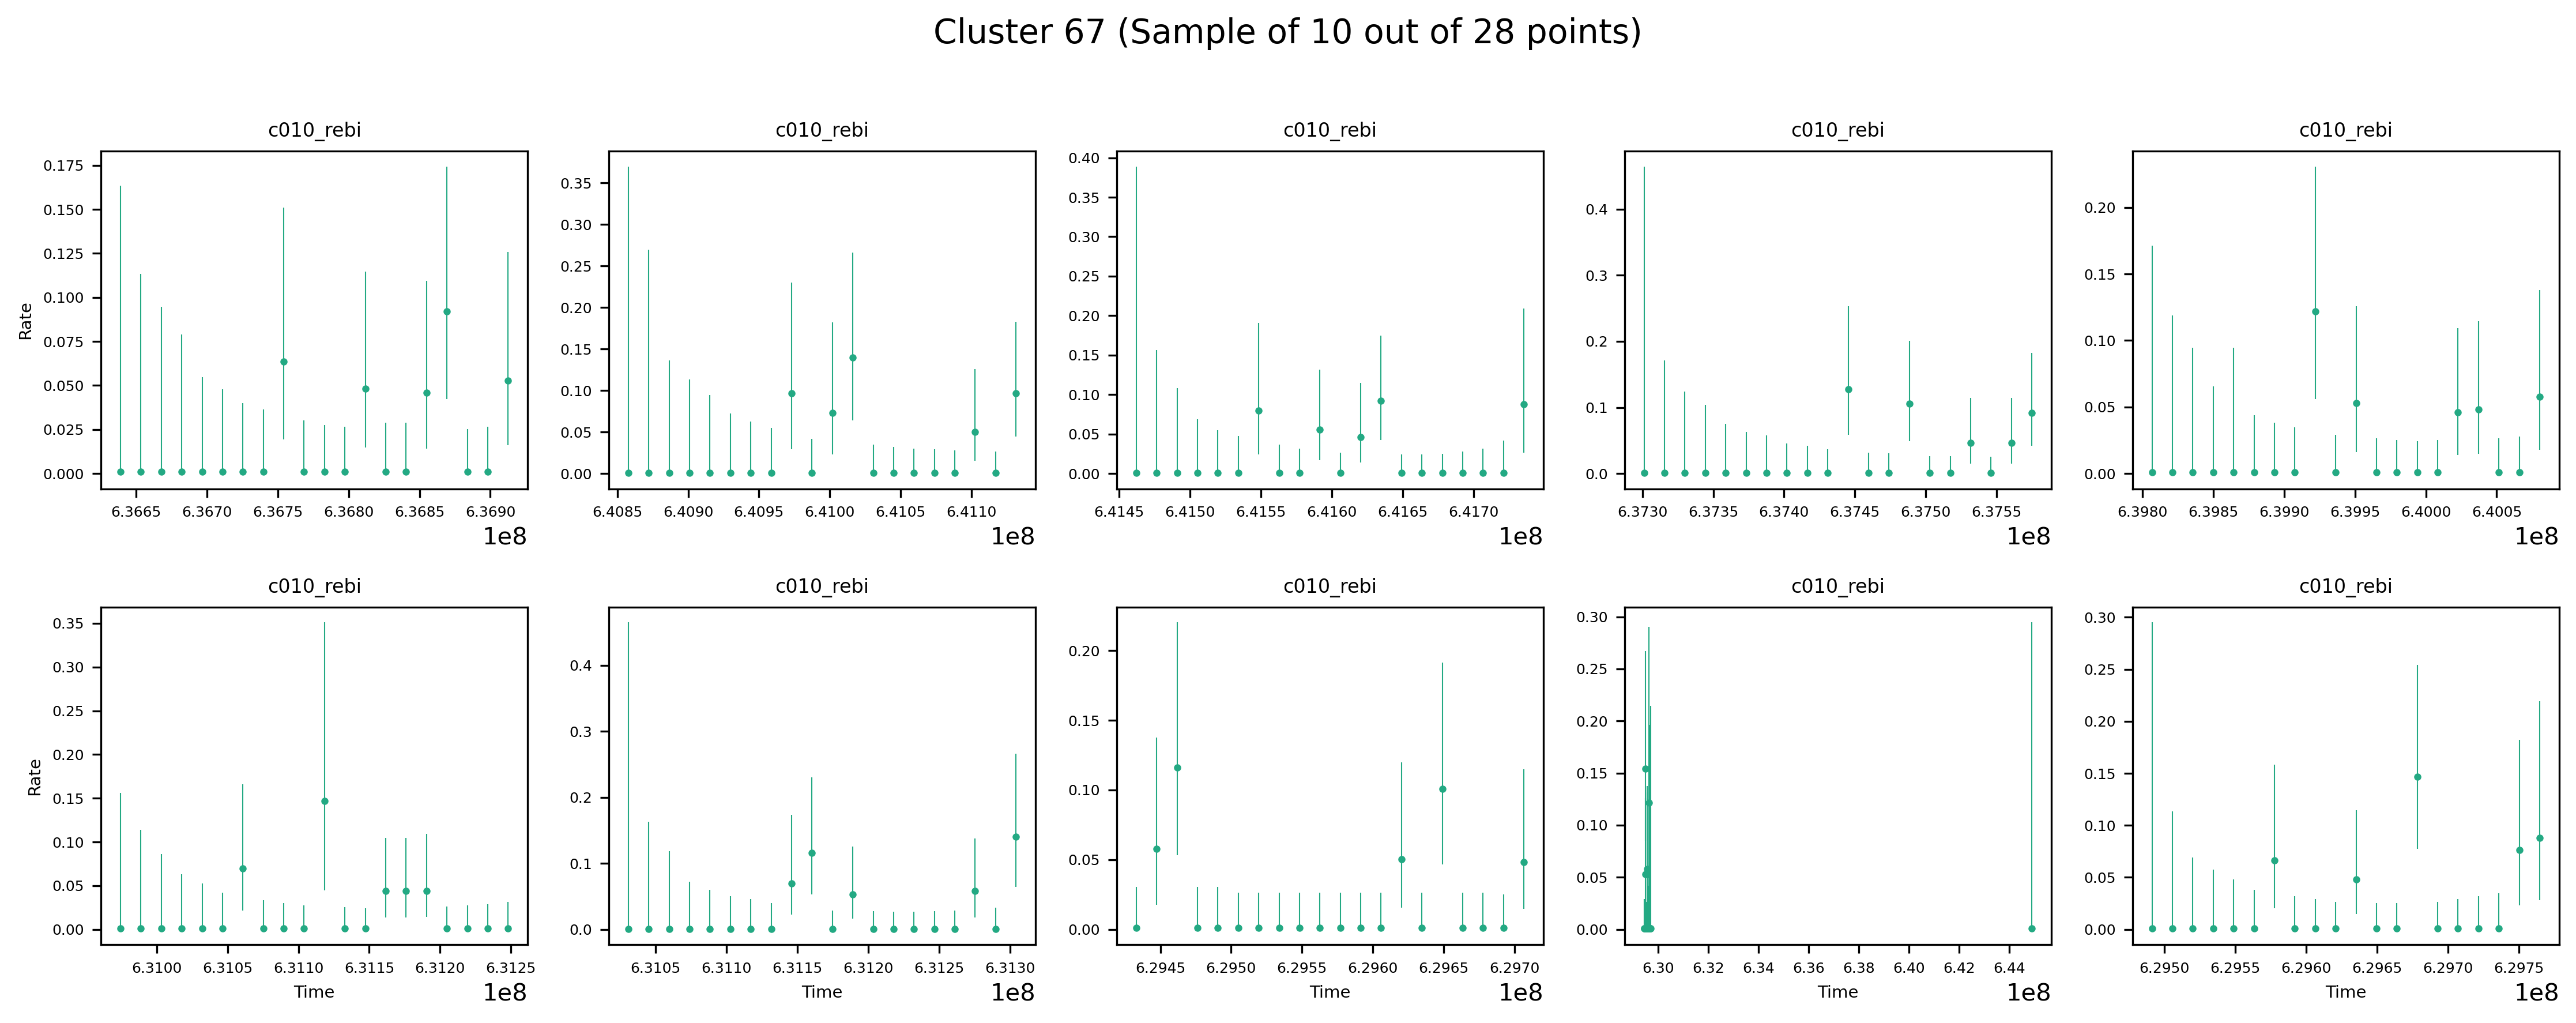 Cluster 67 (Sample of 10 out of 28 points)
c010_rebi c010_rebi c010_rebi c010_rebi c010_rebi
Rate
0.175 0.150 0.125 0.100 0.075 0.050 0.025 0.000
0.35 0.30 0.25 0.20 0.15 0.10 0.05 0.00
0.40 0.35 0.30 0.25 0.20 0.15 0.10 0.05 0.00
0.4 0.3 0.2 0.1 0.0
0.20 0.15 0.10 0.05 0.00
6.3665 6.3670 6.3675 6.3680 6.3685 6.3690
6.4085 6.4090 6.4095 6.4100 6.4105 6.4110
6.4145 6.4150 6.4155 6.4160 6.4165 6.4170
6.3730 6.3735 6.3740 6.3745 6.3750 6.3755
6.3980 6.3985 6.3990 6.3995 6.4000 6.4005
1e8 1e8 1e8 1e8 1e8
c010_rebi c010_rebi c010_rebi c010_rebi c010_rebi
Rate
0.35 0.30 0.25 0.20 0.15 0.10 0.05 0.00
0.4 0.3 0.2 0.1 0.0
0.20 0.15 0.10 0.05 0.00
0.30 0.25 0.20 0.15 0.10 0.05 0.00
0.30 0.25 0.20 0.15 0.10 0.05 0.00
6.3100 6.3105 6.3110 6.3115 6.3120 6.3125
6.3105 6.3110 6.3115 6.3120 6.3125 6.3130
6.2945 6.2950 6.2955 6.2960 6.2965 6.2970
6.30 6.32 6.34 6.36 6.38 6.40 6.42 6.44
6.2950 6.2955 6.2960 6.2965 6.2970 6.2975
Time Time Time Time Time
1e8 1e8 1e8 1e8 1e8